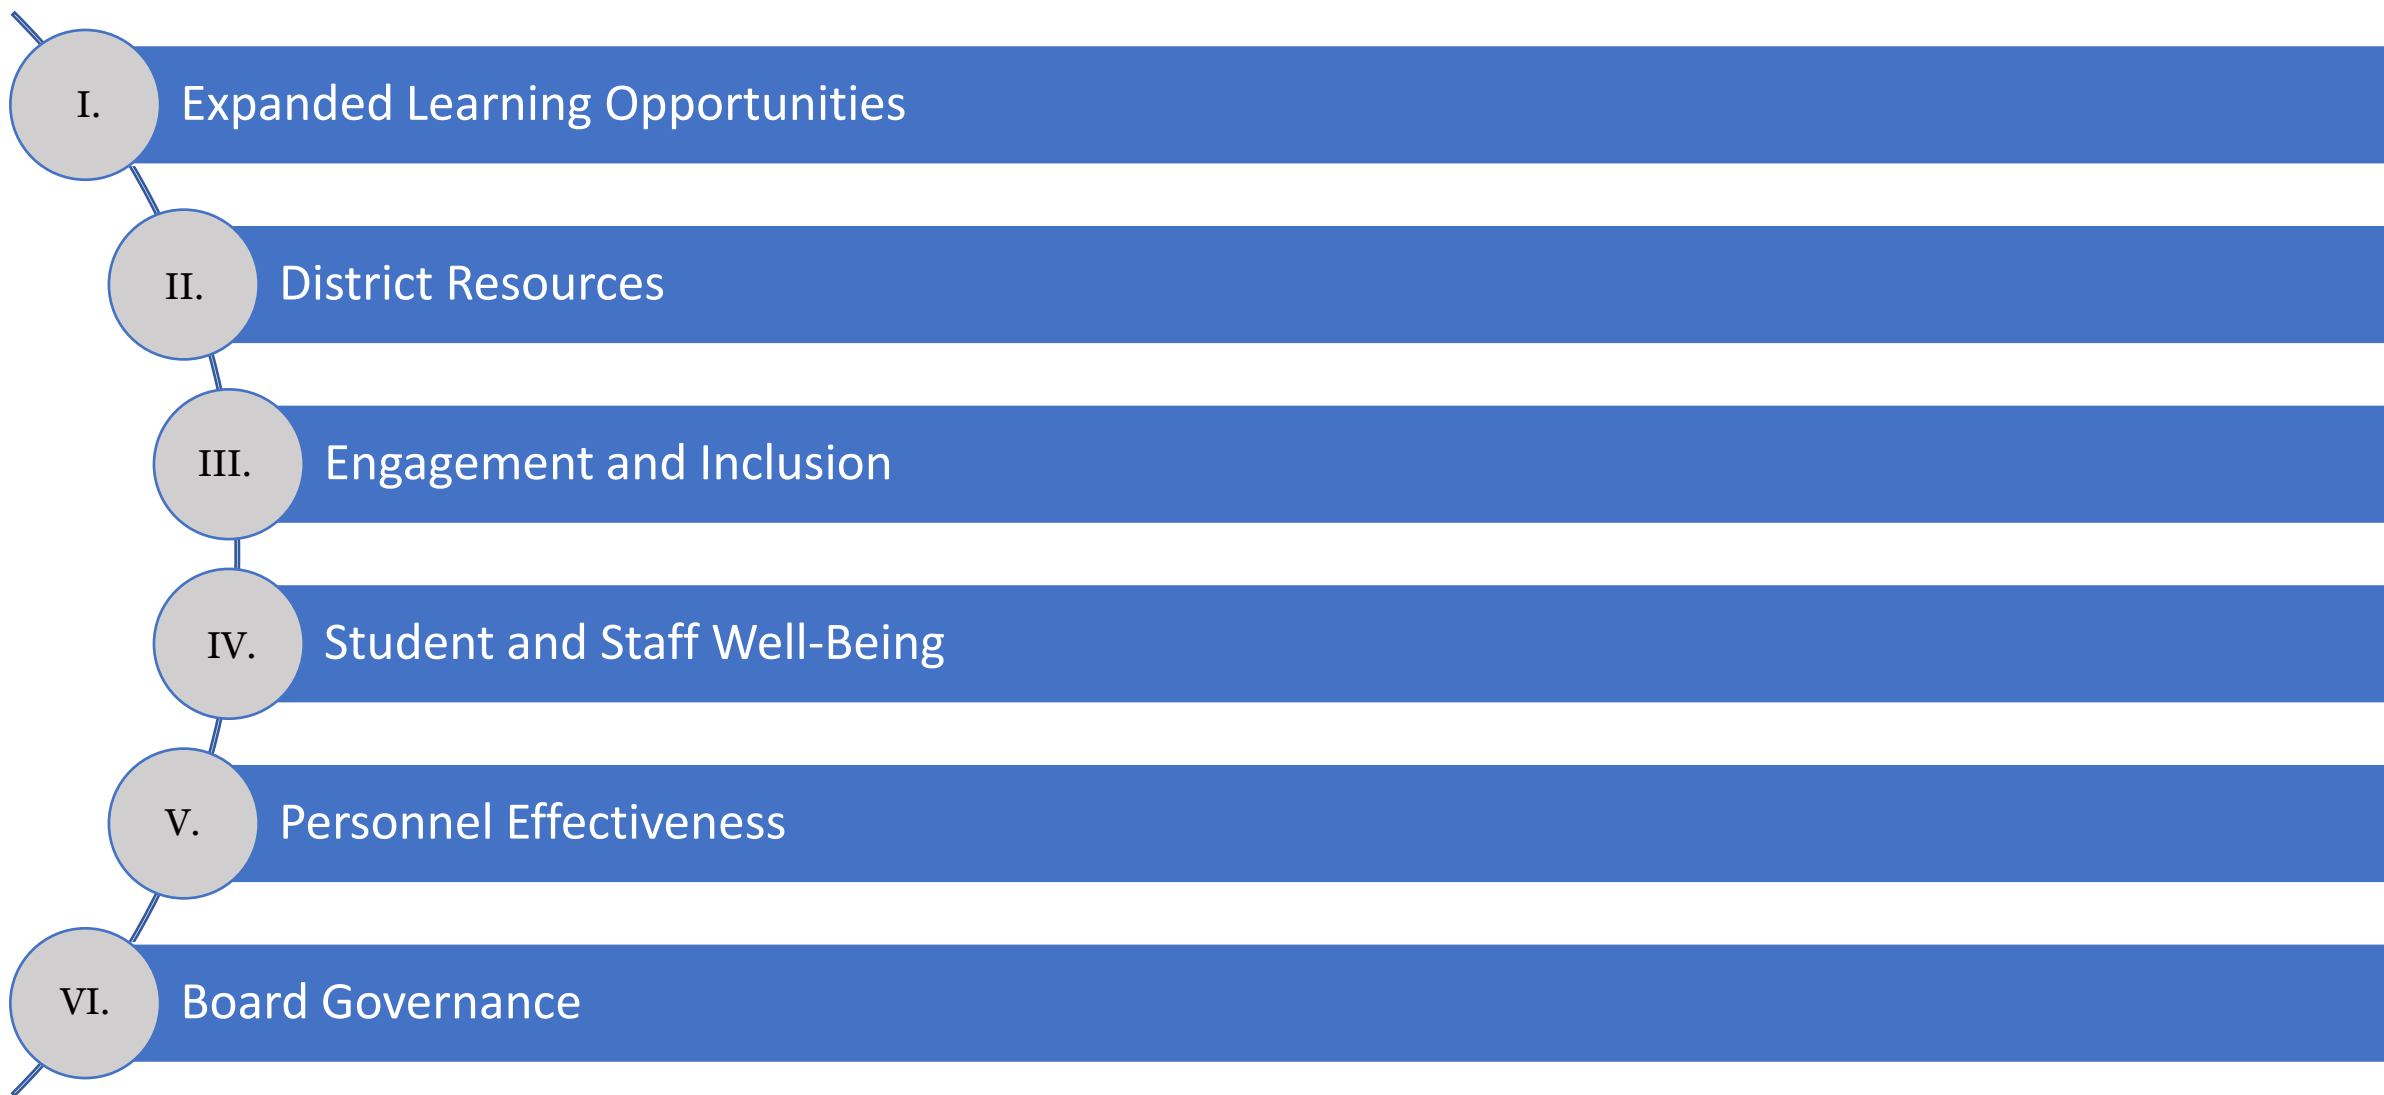 I. Expanded Learning Opportunities
II. District Resources
III. Engagement and Inclusion
IV. Student and Staff Well-Being
V. Personnel Effectiveness
VI. Board Governance